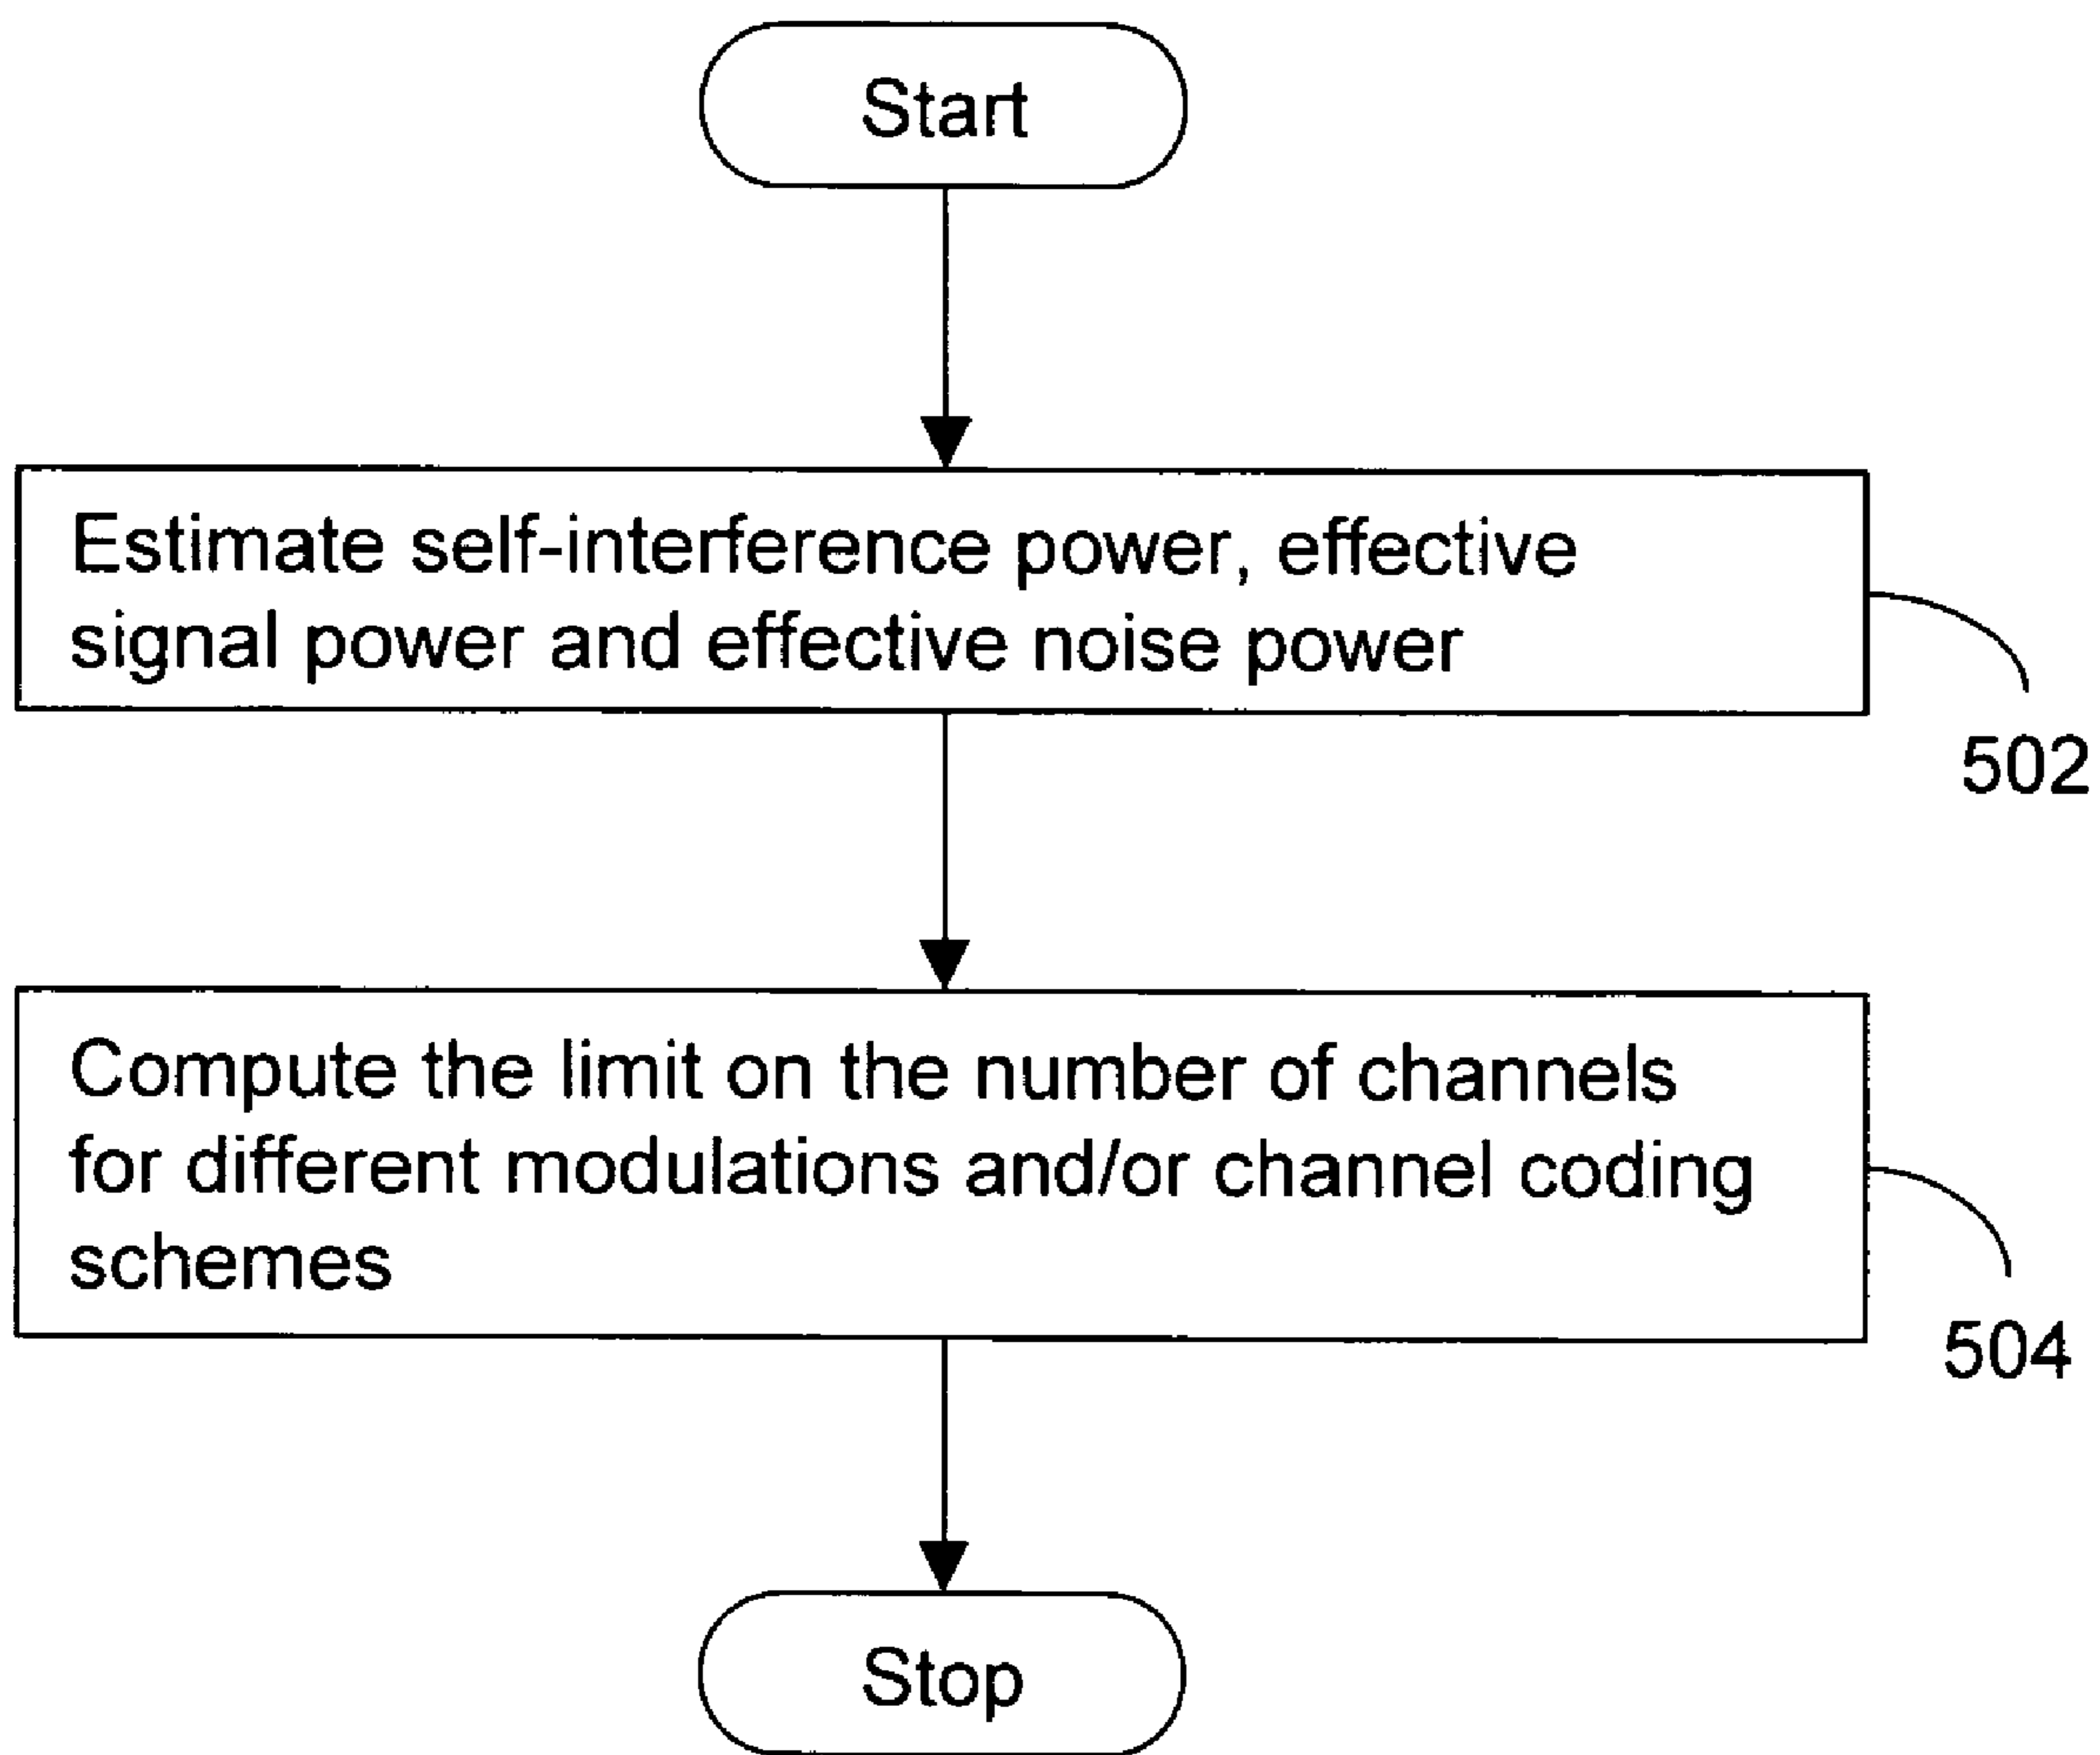 Start
Estimate self-interference power, effective
signal power and effective noise power
502
Compute the limit on the number of channels
for different modulations and/or channel coding
schemes
504
Stop